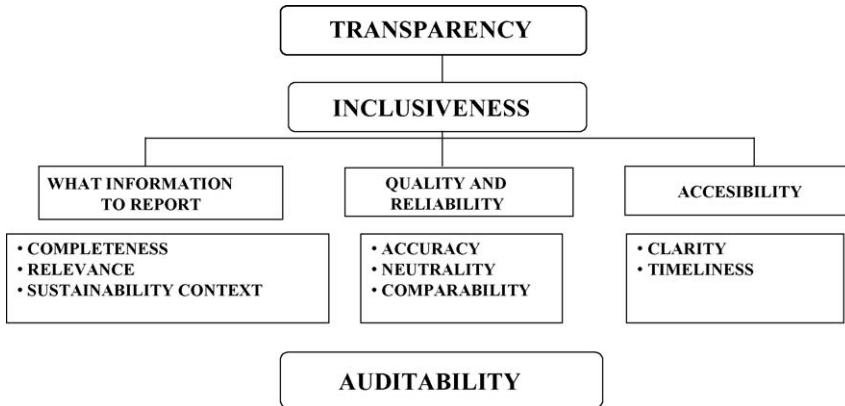 TRANSPARENCY
INCLUSIVENESS
WHAT INFORMATION
TO REPORT
QUALITY AND
RELIABILITY
ACCESIBILITY
• COMPLETENESS
• RELEVANCE
• SUSTAINABILITY CONTEXT
• ACCURACY
• NEUTRALITY
• COMPARABILITY
• CLARITY
• TIMELINESS
AUDITABILITY